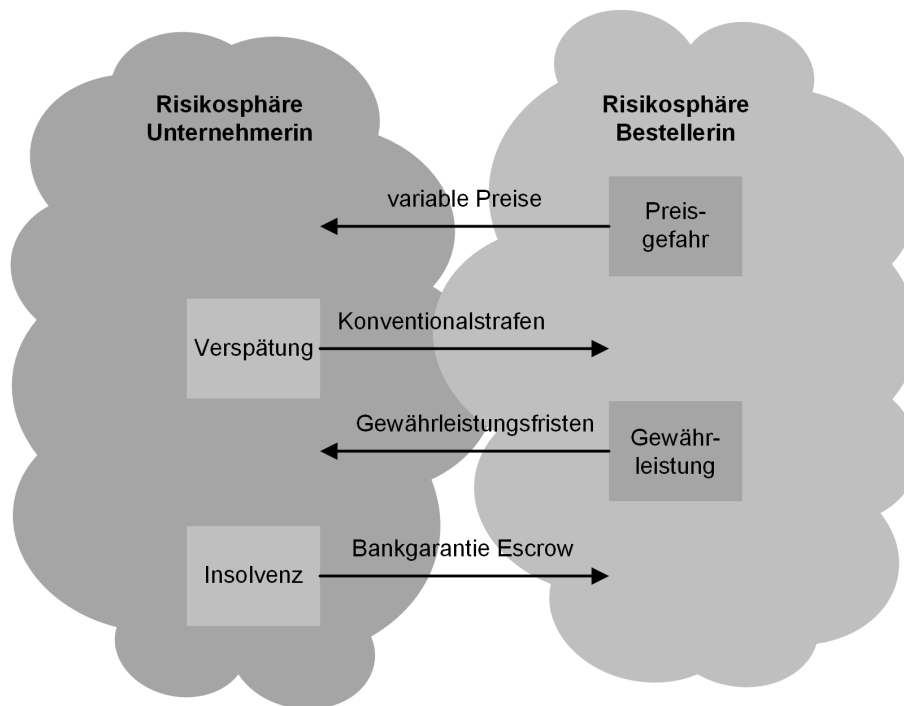 Risikosphäre
Unternehmerin
Risikosphäre
Bestellerin
variable Preise
Preis-
gefahr
Konventionalstrafen
Verspätung
Gewährleistungsfristen
Gewähr-
leistung
Bankgarantie Escrow
Insolvenz